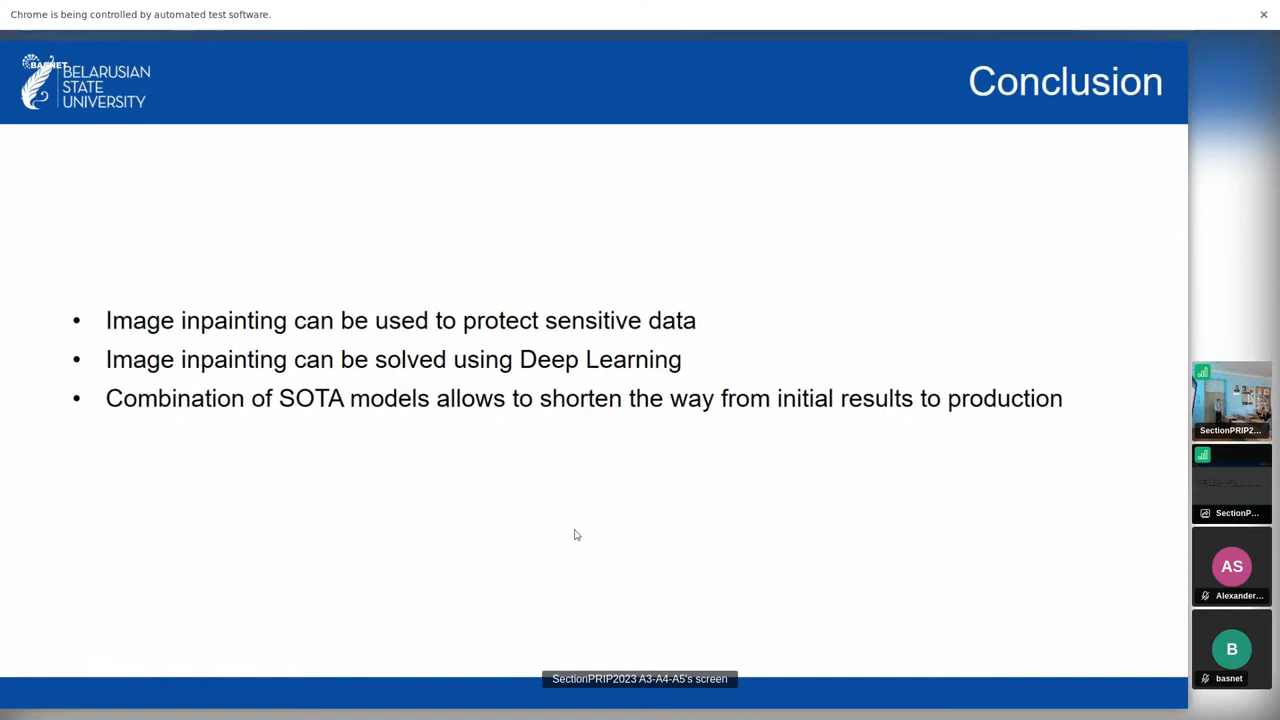 Chrome is being controlled by automated test software.
BASNET
BELARUSIAN
STATE
UNIVERSITY
Conclusion
• Image inpainting can be used to protect sensitive data
• Image inpainting can be solved using Deep Learning
• Combination of SOTA models allows to shorten the way from initial results to production
SectionPRIP2...
SectionP...
AS
Alexander...
B
basnet
SectionPRIP2023 A3-A4-A5's screen